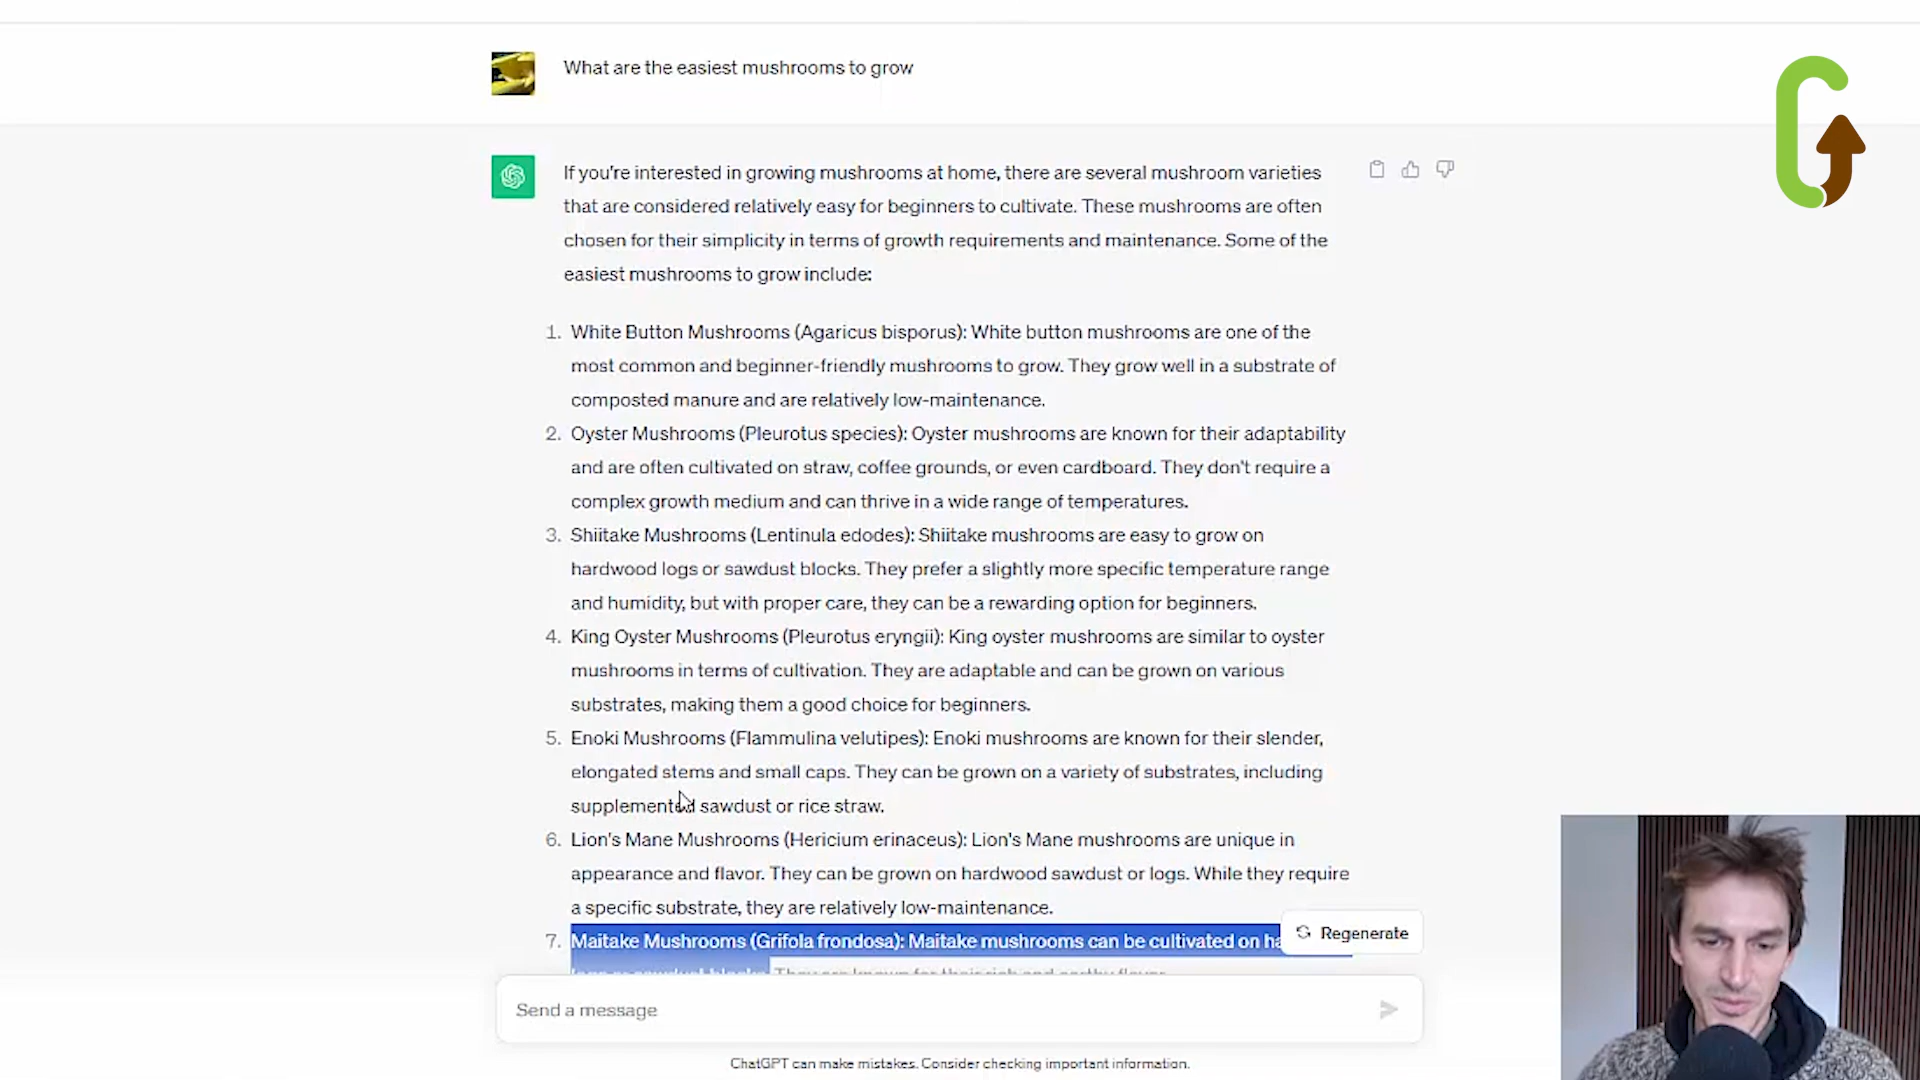 What are the easiest mushrooms to grow
If you're interested in growing mushrooms at home, there are several mushroom varieties
that are considered relatively easy for beginners to cultivate. These mushrooms are often
chosen for their simplicity in terms of growth requirements and maintenance. Some of the
easiest mushrooms to grow include:
1. White Button Mushrooms (Agaricus bisporus): White button mushrooms are one of the
most common and beginner-friendly mushrooms to grow. They grow well in a substrate of
composted manure and are relatively low-maintenance.
2. Oyster Mushrooms (Pleurotus species): Oyster mushrooms are known for their adaptability
and are often cultivated on straw, coffee grounds, or even cardboard. They don't require a
complex growth medium and can thrive in a wide range of temperatures.
3. Shiitake Mushrooms (Lentinula edodes): Shiitake mushrooms are easy to grow on
hardwood logs or sawdust blocks. They prefer a slightly more specific temperature range
and humidity, but with proper care, they can be a rewarding option for beginners.
4. King Oyster Mushrooms (Pleurotus eryngii): King oyster mushrooms are similar to oyster
mushrooms in terms of cultivation. They are adaptable and can be grown on various
substrates, making them a good choice for beginners.
5. Enoki Mushrooms (Flammulina velutipes): Enoki mushrooms are known for their slender,
elongated stems and small caps. They can be grown on a variety of substrates, including
supplemented sawdust or rice straw.
6. Lion's Mane Mushrooms (Hericium erinaceus): Lion's Mane mushrooms are unique in
appearance and flavor. They can be grown on hardwood sawdust or logs. While they require
a specific substrate, they are relatively low-maintenance.
7. Maitake Mushrooms (Grifola frondosa): Maitake mushrooms can be cultivated on
Regenerate
They are known for their rich and earthy flavor.
Send a message
ChatGPT can make mistakes. Consider checking important information.